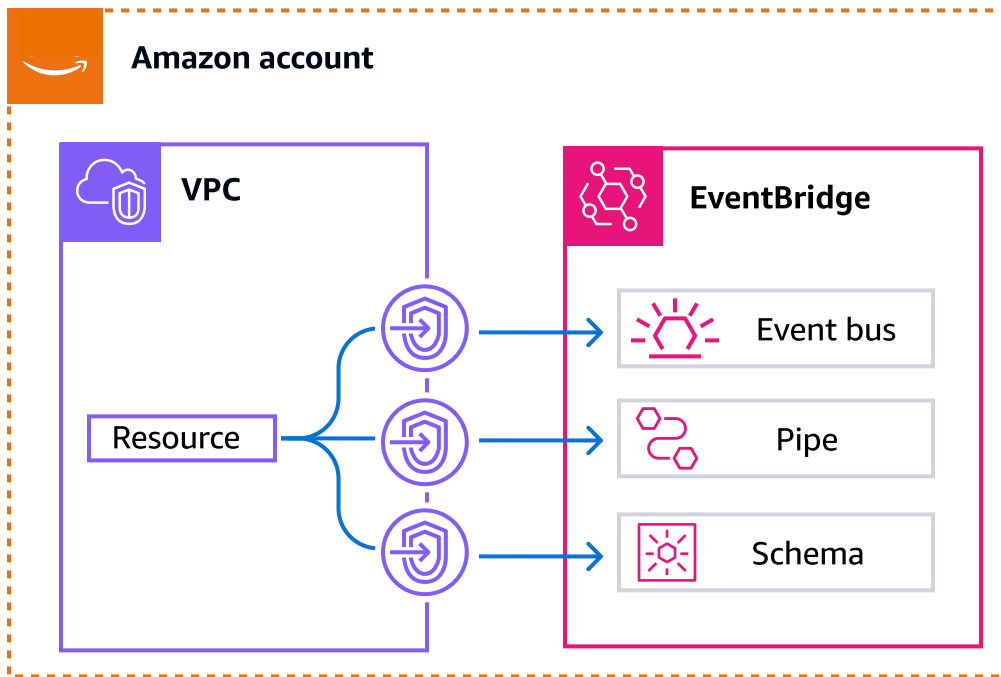 Amazon account
VPC
EventBridge
Event bus
Resource
Pipe
Schema